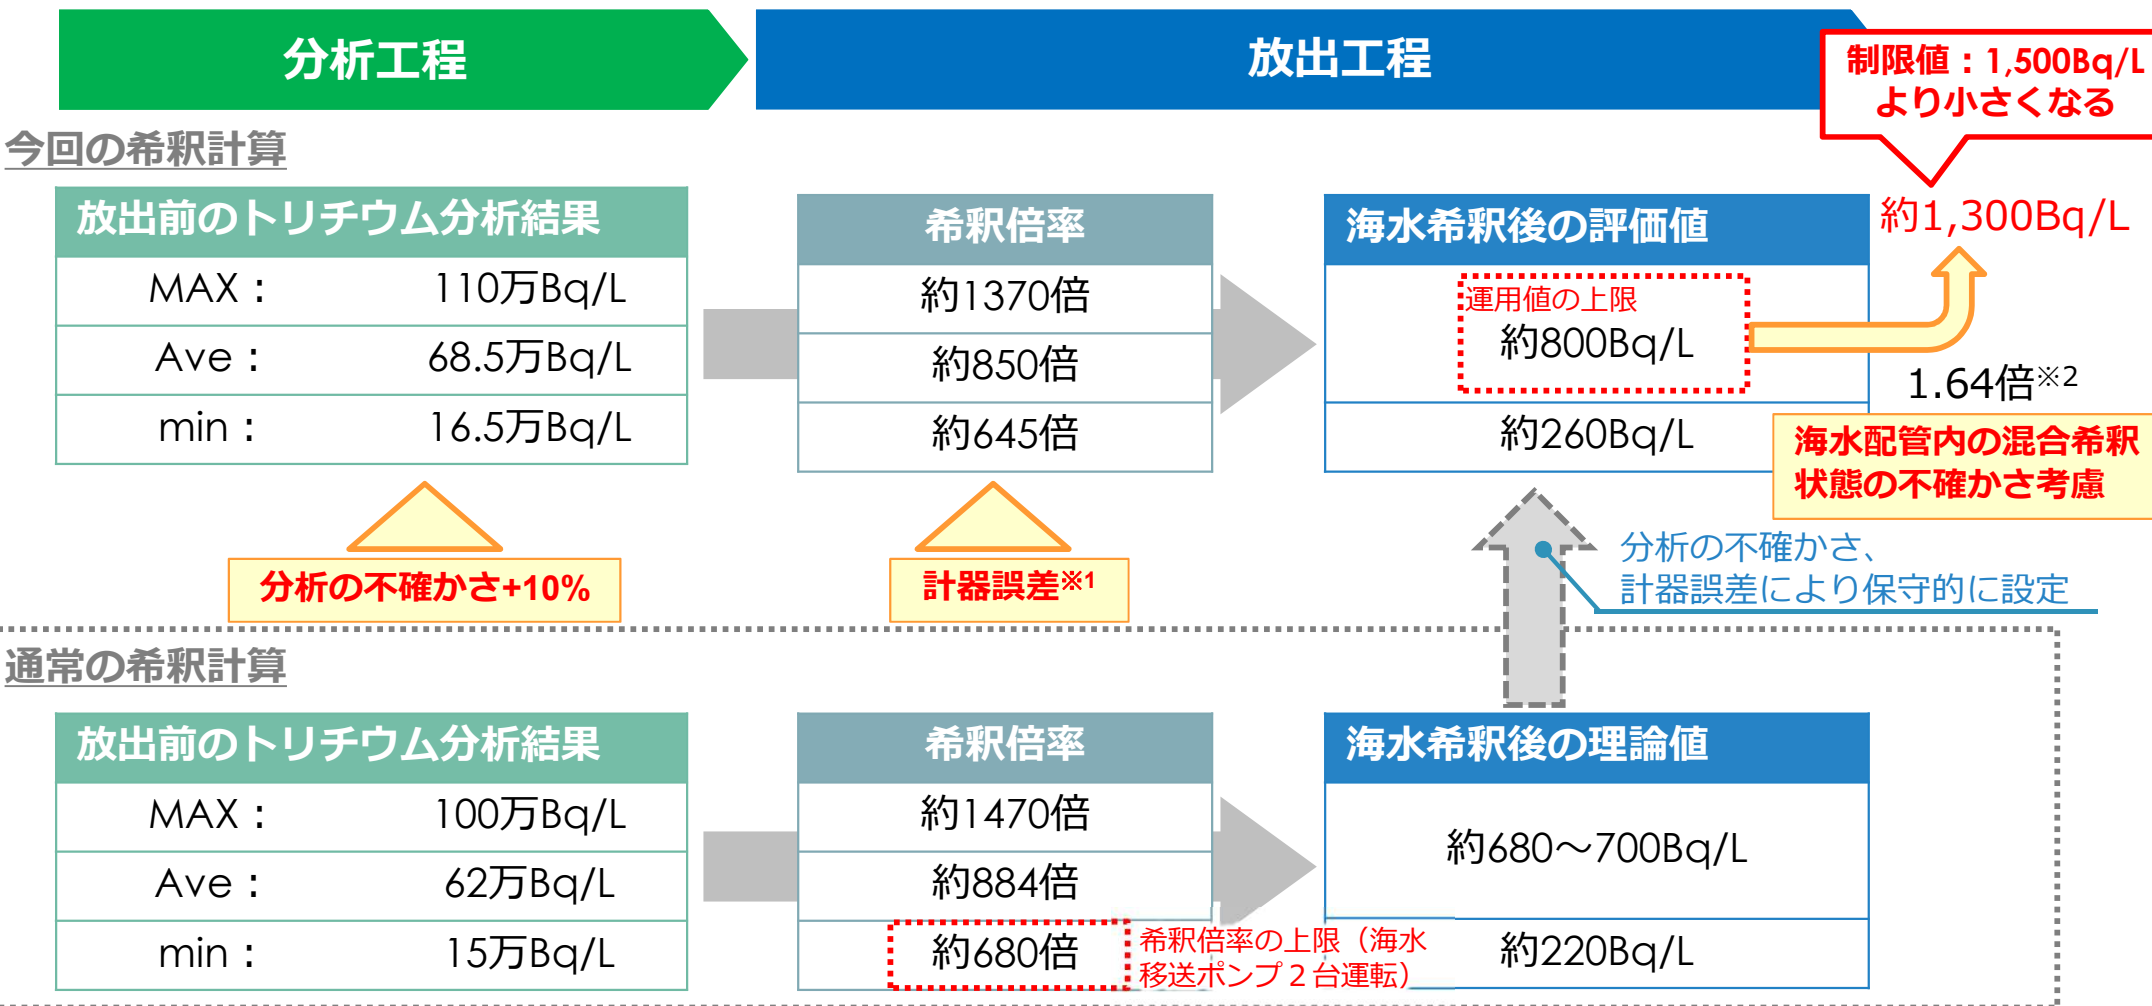 分析工程
放出工程
制限値：1,500Bq/L
より小さくなる
今回の希釈計算
放出前のトリチウム分析結果
MAX： 110万Bq/L
Ave： 68.5万Bq/L
min： 16.5万Bq/L
希釈倍率
約1370倍
約850倍
約645倍
海水希釈後の評価値
運用値の上限
約800Bq/L
約260Bq/L
約1,300Bq/L
1.64倍※2
海水配管内の混合希釈
状態の不確かさ考慮
分析の不確かさ+10%
計器誤差※1
分析の不確かさ、
計器誤差により保守的に設定
通常の希釈計算
放出前のトリチウム分析結果
MAX： 100万Bq/L
Ave： 62万Bq/L
min： 15万Bq/L
希釈倍率
約1470倍
約884倍
約680倍
希釈倍率の上限（海水
移送ポンプ２台運転）
海水希釈後の理論値
約680～700Bq/L
約220Bq/L